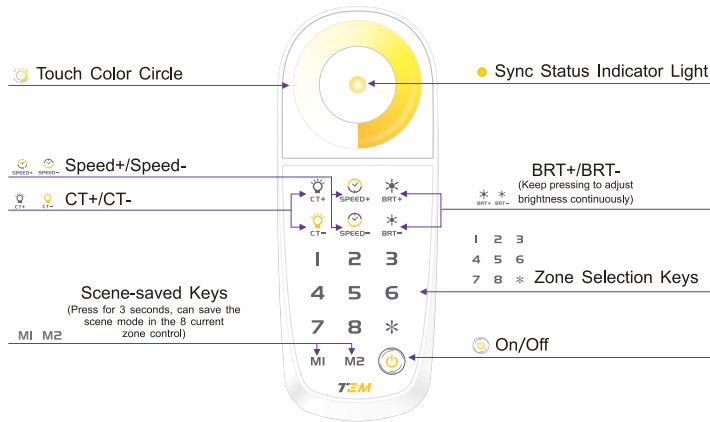 Touch Color Circle
Sync Status Indicator Light
SPEED+ SPEED-
Speed+/Speed-
CT+ CT-
CT+/CT-
BRT+/BRT-
(Keep pressing to adjust
brightness continuously)
BRT+ BRT-
CT+ SPEED+ BRT+
CT- SPEED- BRT-
1 2 3
4 5 6
7 8 *
M1 M2
TEM
1 2 3
4 5 6
7 8 * Zone Selection Keys
Scene-saved Keys
(Press for 3 seconds, can save the
scene mode in the 8 current
zone control)
M1 M2
On/Off